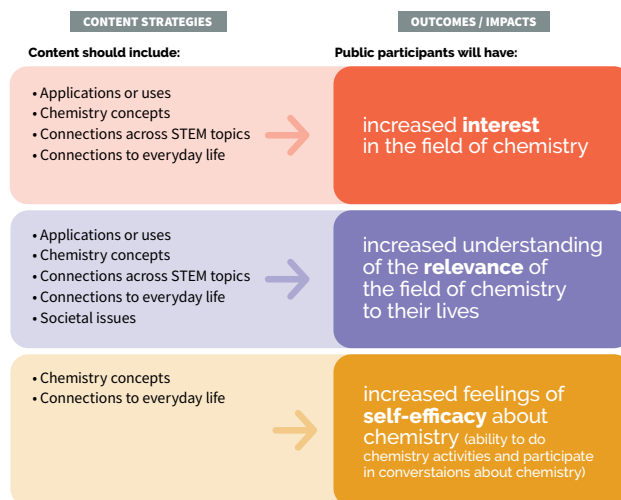 CONTENT STRATEGIES
OUTCOMES / IMPACTS
Content should include:
Public participants will have:
• Applications or uses
• Chemistry concepts
• Connections across STEM topics
• Connections to everyday life
increased interest
in the field of chemistry
• Applications or uses
• Chemistry concepts
• Connections across STEM topics
• Connections to everyday life
• Societal issues
increased understanding
of the relevance of
the field of chemistry
to their lives
• Chemistry concepts
• Connections to everyday life
increased feelings of
self-efficacy about
chemistry (ability to do
chemistry activities and participate
in converstaions about chemistry)